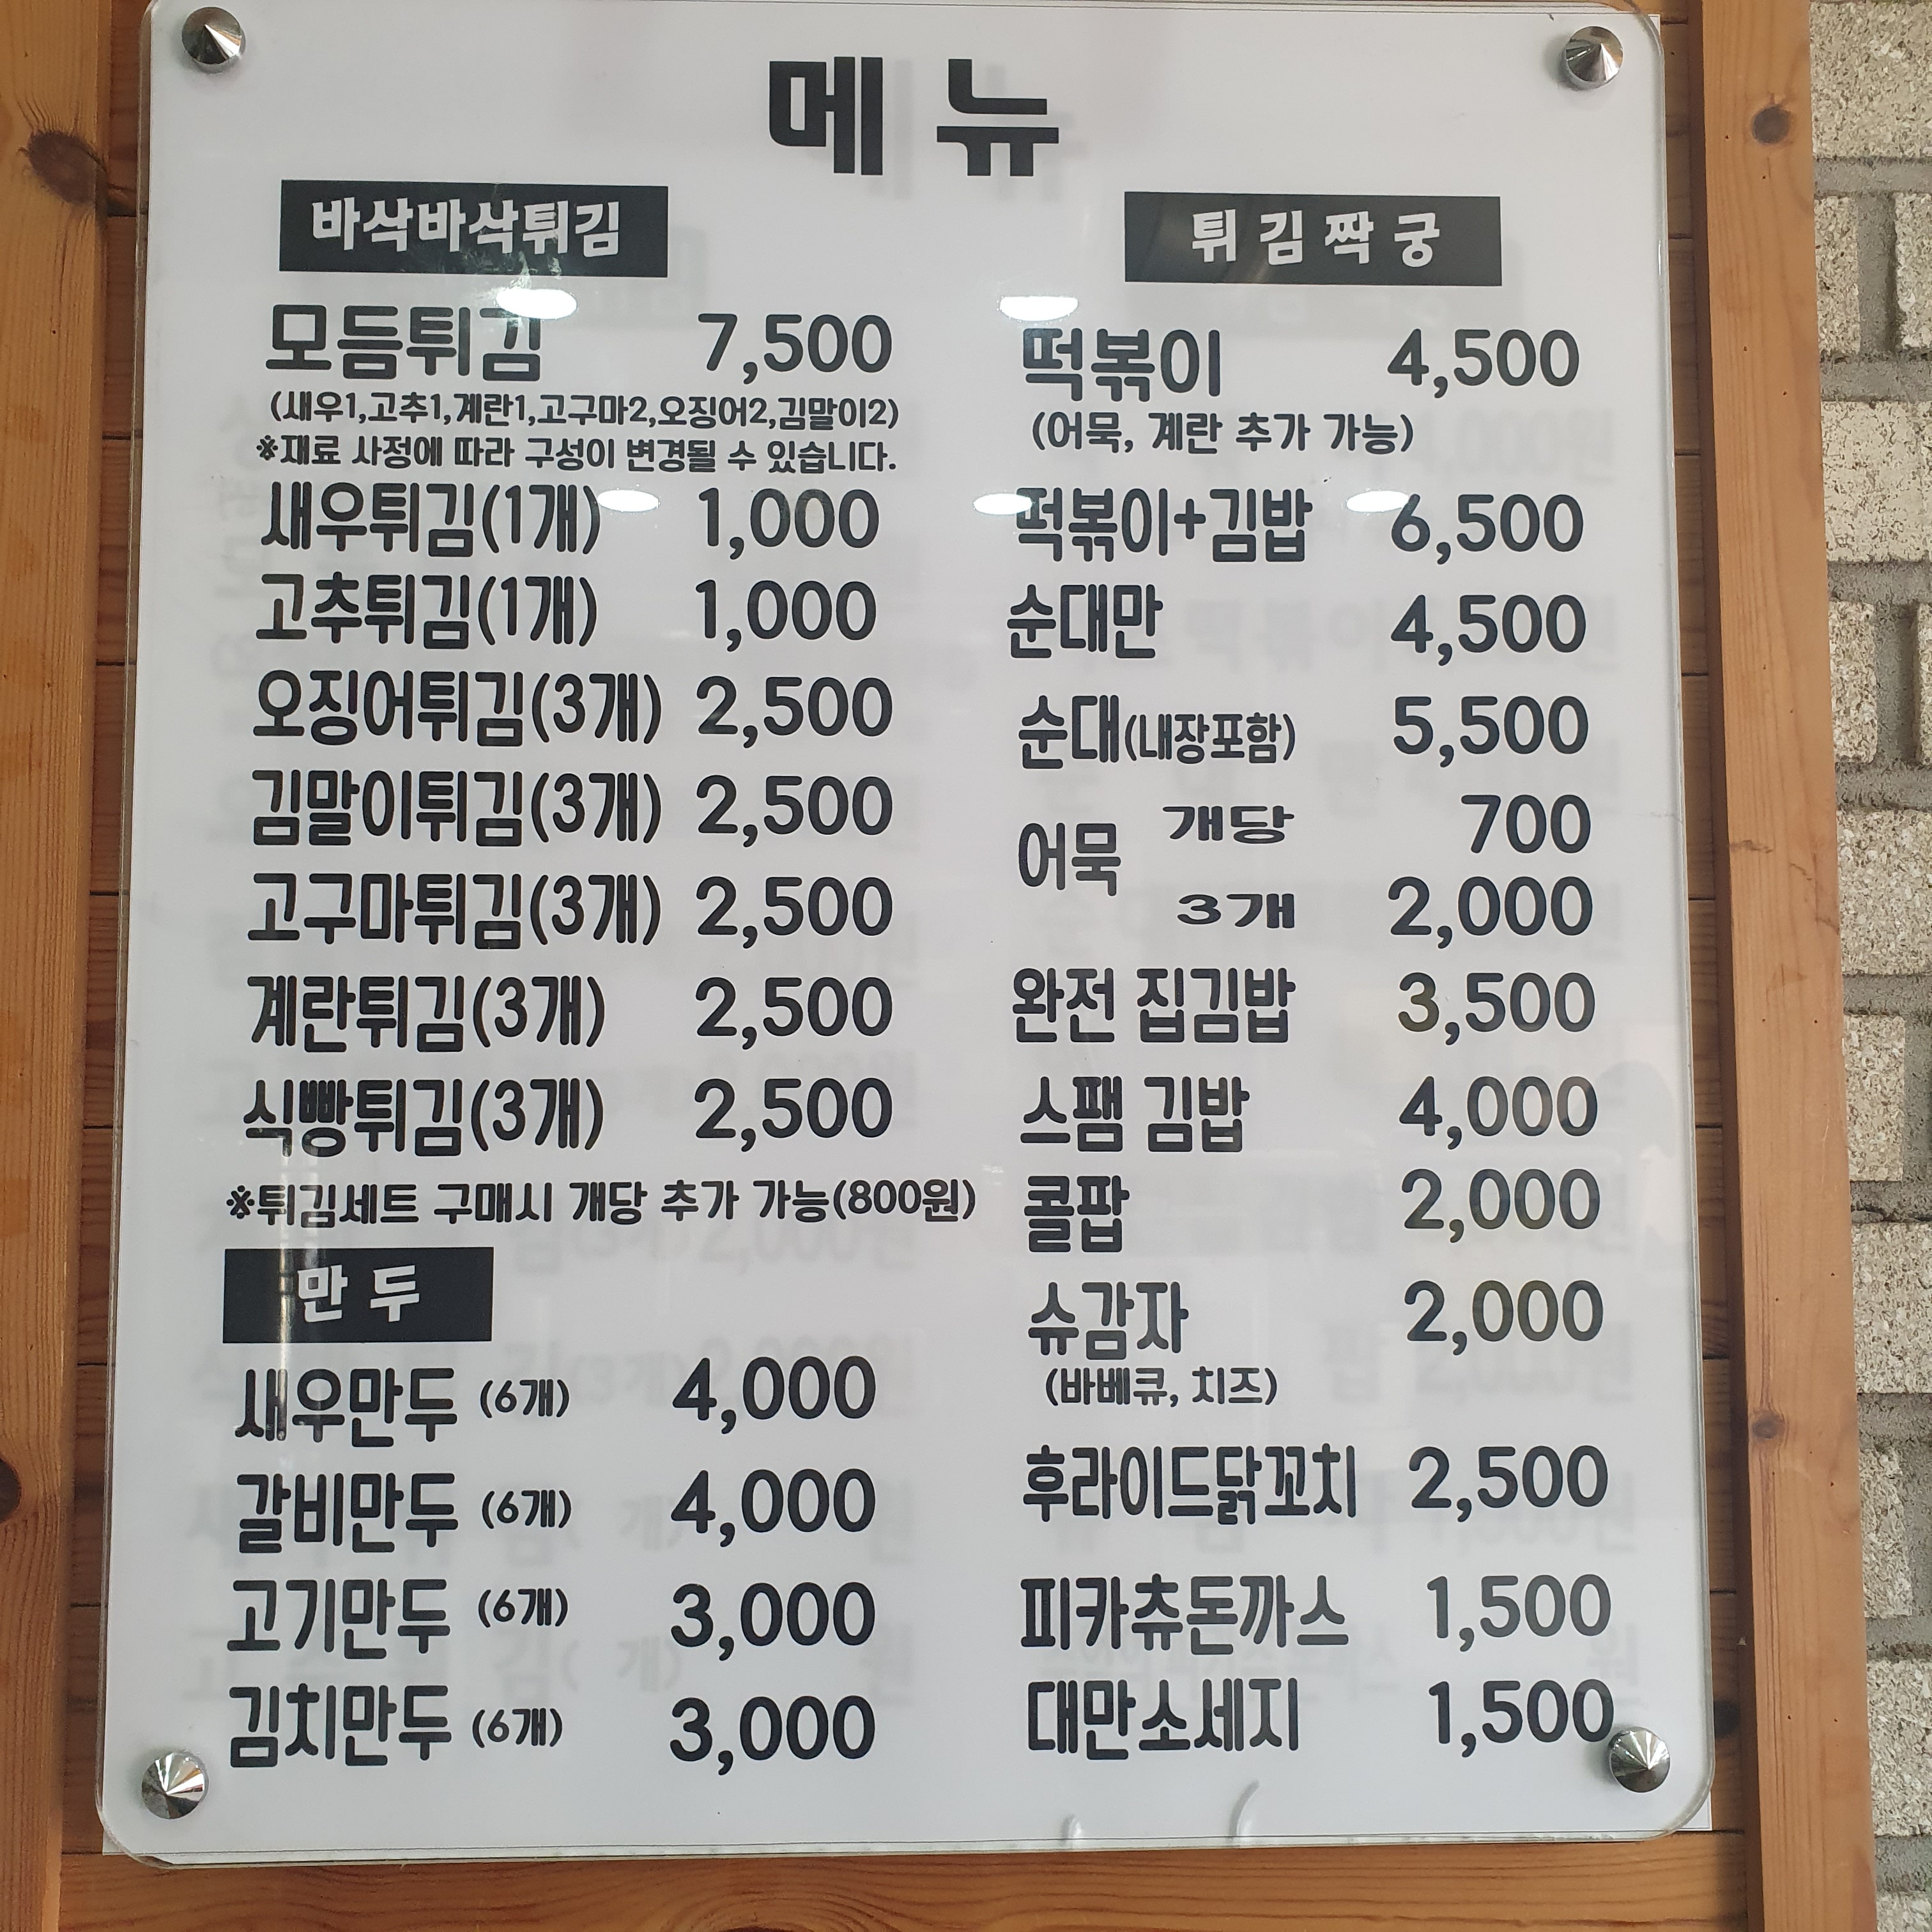 메뉴
바삭바삭튀김
모듬튀김 7,500
(새우1,고추1,계란1,고구마2,오징어2,김말이2)
※재료 사정에 따라 구성이 변경될 수 있습니다.
새우튀김(1개) 1,000
고추튀김(1개) 1,000
오징어튀김(3개) 2,500
김말이튀김(3개) 2,500
고구마튀김(3개) 2,500
계란튀김(3개) 2,500
식빵튀김(3개) 2,500
※튀김세트 구매시 개당 추가 가능(800원)
만두
새우만두 (6개) 4,000
갈비만두 (6개) 4,000
고기만두 (6개) 3,000
김치만두 (6개) 3,000
튀김짝궁
떡볶이 4,500
(어묵, 계란 추가 가능)
떡볶이+김밥 6,500
순대만 4,500
순대(내장포함) 5,500
어묵 개당 700
3개 2,000
완전 집김밥 3,500
스팸 김밥 4,000
콜팝 2,000
슈감자 2,000
(바베큐, 치즈)
후라이드닭꼬치 2,500
피카츄돈까스 1,500
대만소세지 1,500